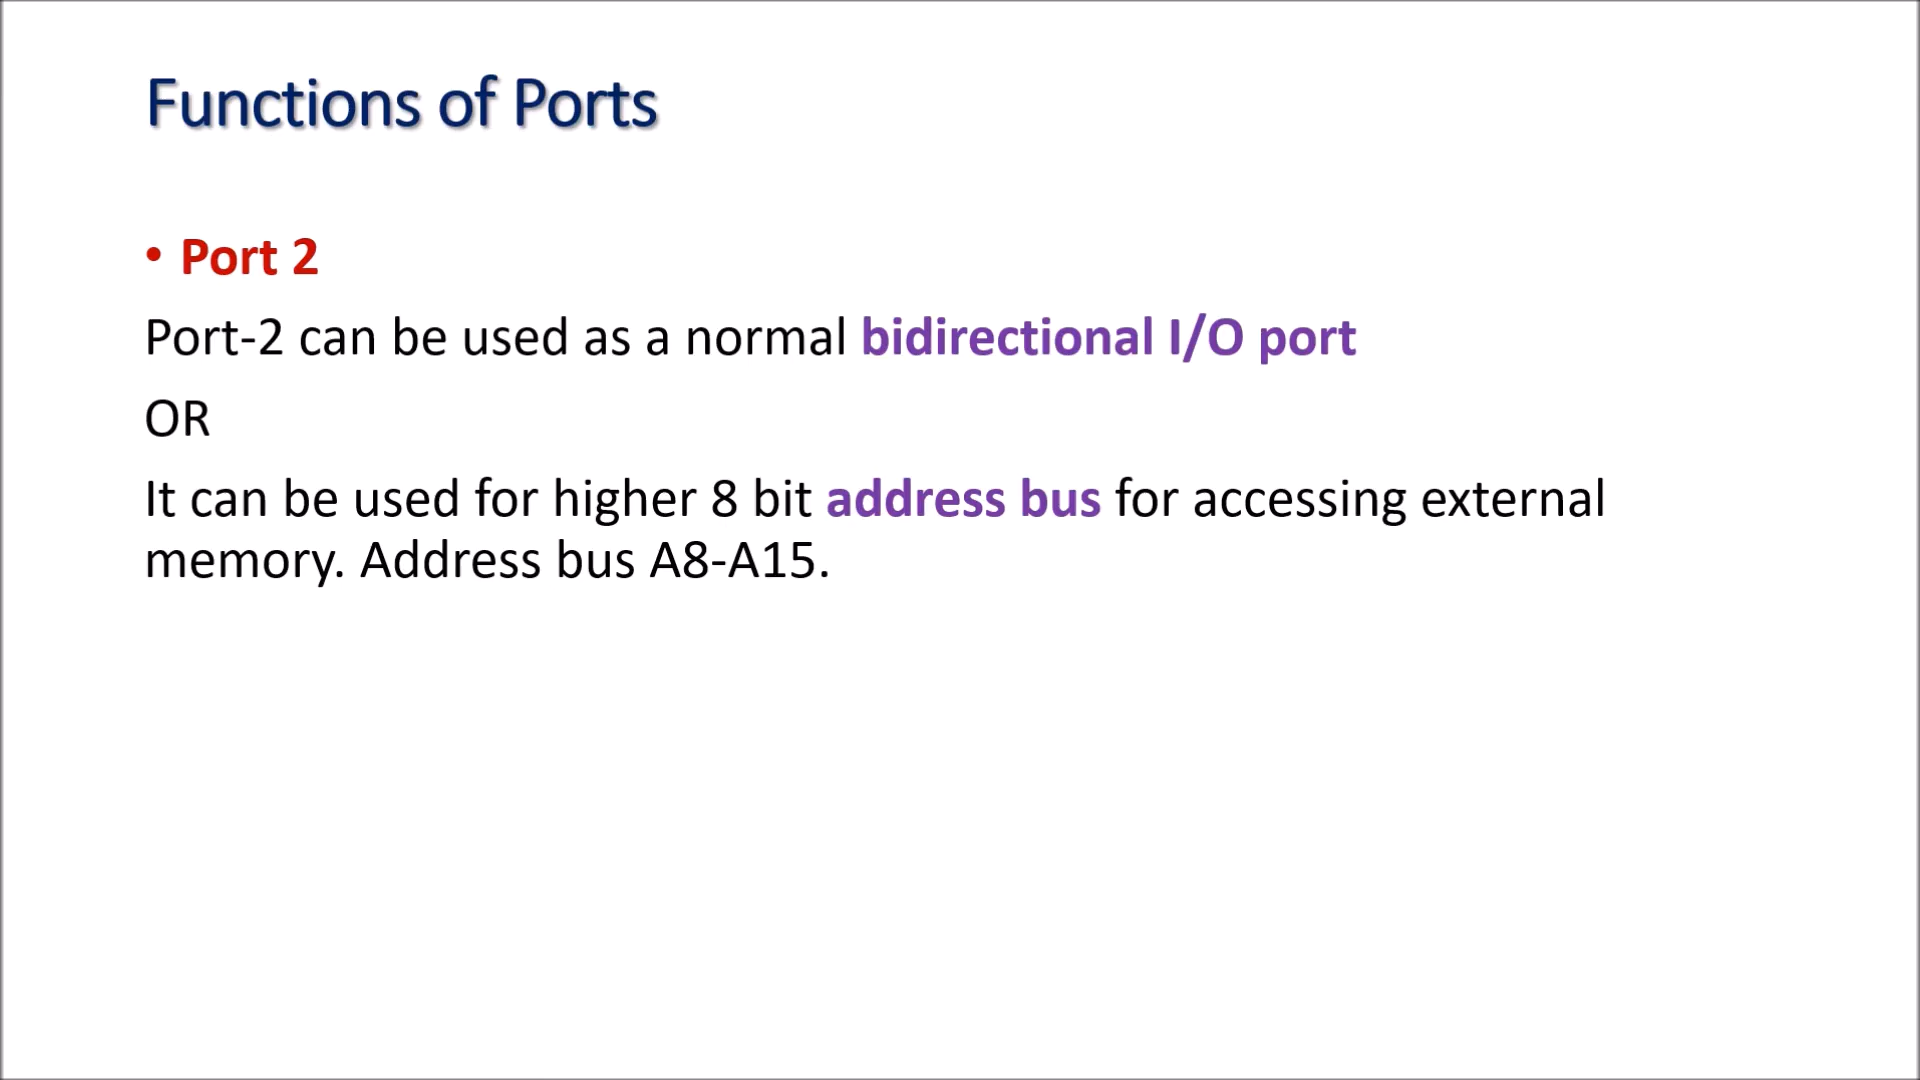 Functions of Ports
• Port 2
Port-2 can be used as a normal bidirectional I/O port
OR
It can be used for higher 8 bit address bus for accessing external
memory. Address bus A8-A15.